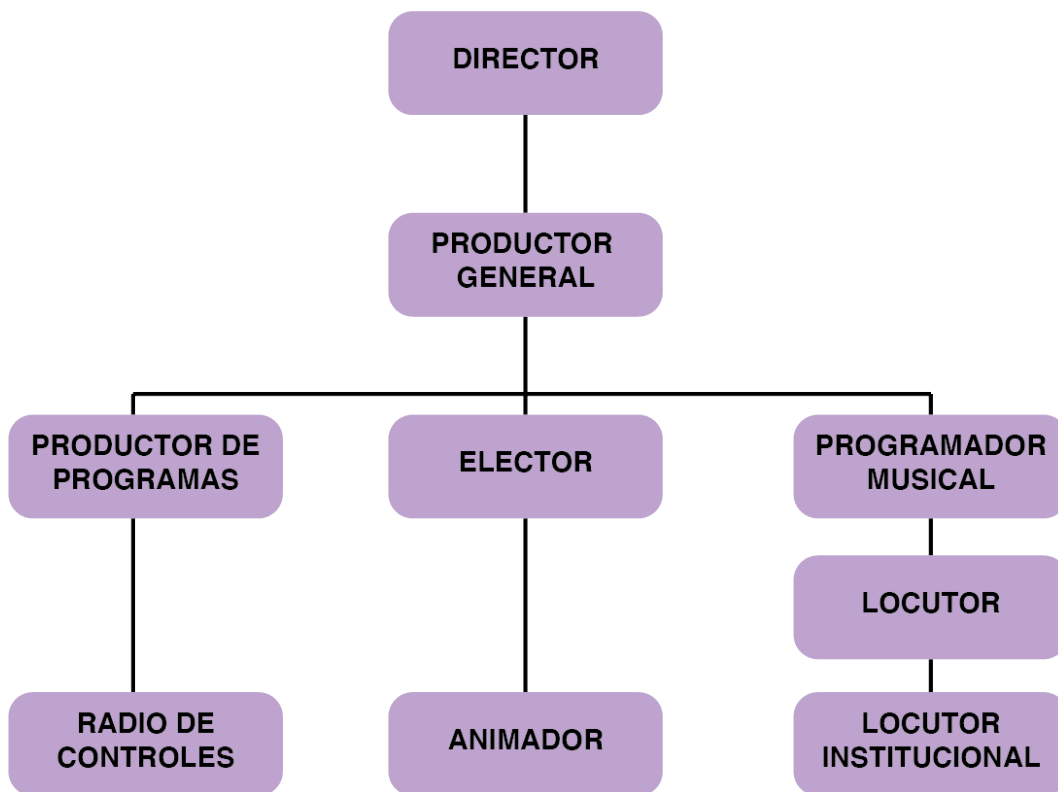 DIRECTOR
PRODUCTOR
GENERAL
PRODUCTOR DE
PROGRAMAS
ELECTOR
PROGRAMADOR
MUSICAL
LOCUTOR
RADIO DE
CONTROLES
ANIMADOR
LOCUTOR
INSTITUCIONAL